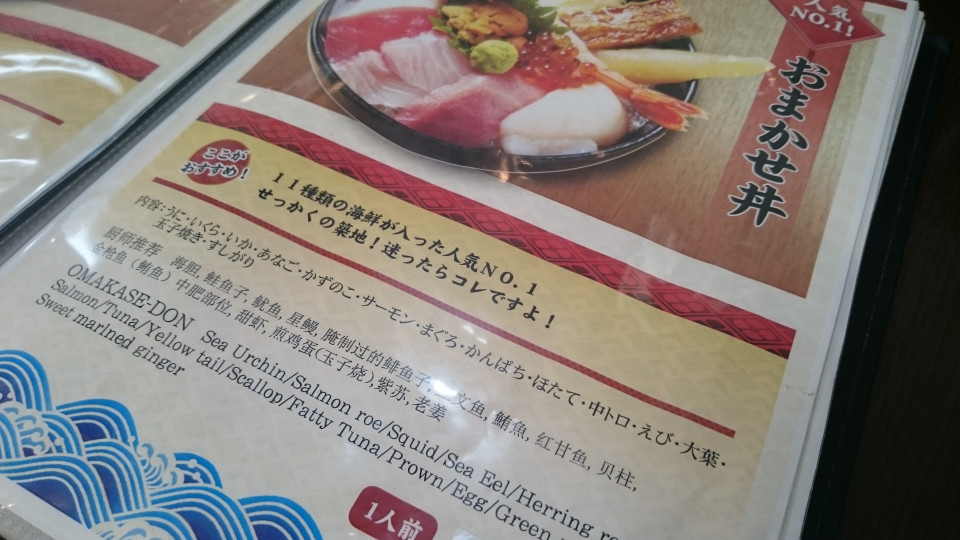 人気
NO.1!
おまかせ丼
ここが
おすすめ!
11種類の海鮮が入った人気NO.1
せっかくの築地!迷ったらコレですよ!
内容:うに・いくら・いか・あなご・かずのこ・サーモン・まぐろ・かんぱち・ほたて・中トロ・えび・大葉・
玉子焼き・すしがり
厨师推荐 海胆,鲑鱼子,鱿鱼,星鳗,腌制过的鲱鱼子,文鱼,鮪魚,红甘鱼,贝柱,
金枪鱼(鲔鱼)中肥部位,甜虾,煎鸡蛋(玉子烧),紫苏,老姜
OMAKASE-DON Sea Urchin/Salmon roe/Squid/Sea Eel/Herring
Salmon/Tuna/Yellow tail/Scallop/Fatty Tuna/Prown/Egg/Green
Sweet marined ginger
1人前